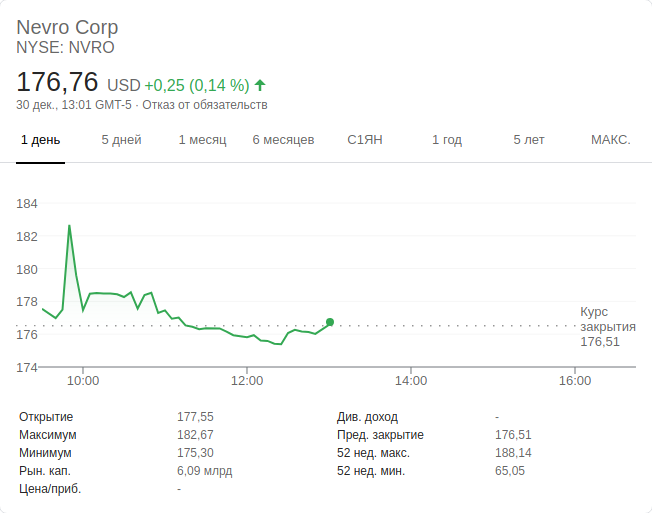 Nevro Corp
NYSE: NVRO
176,76 USD +0,25 (0,14 %)
30 дек., 13:01 GMT-5 · Отказ от обязательств
1 день 5 дней 1 месяц 6 месяцев С1ЯН 1 год 5 лет МАКС.
184
182
180
178
176
174
Курс
закрытия
176,51
10:00 12:00 14:00 16:00
Открытие 177,55 Див. доход -
Максимум 182,67 Пред. закрытие 176,51
Минимум 175,30 52 нед. макс. 188,14
Рын. кап. 6,09 млрд 52 нед. мин. 65,05
Цена/приб. -